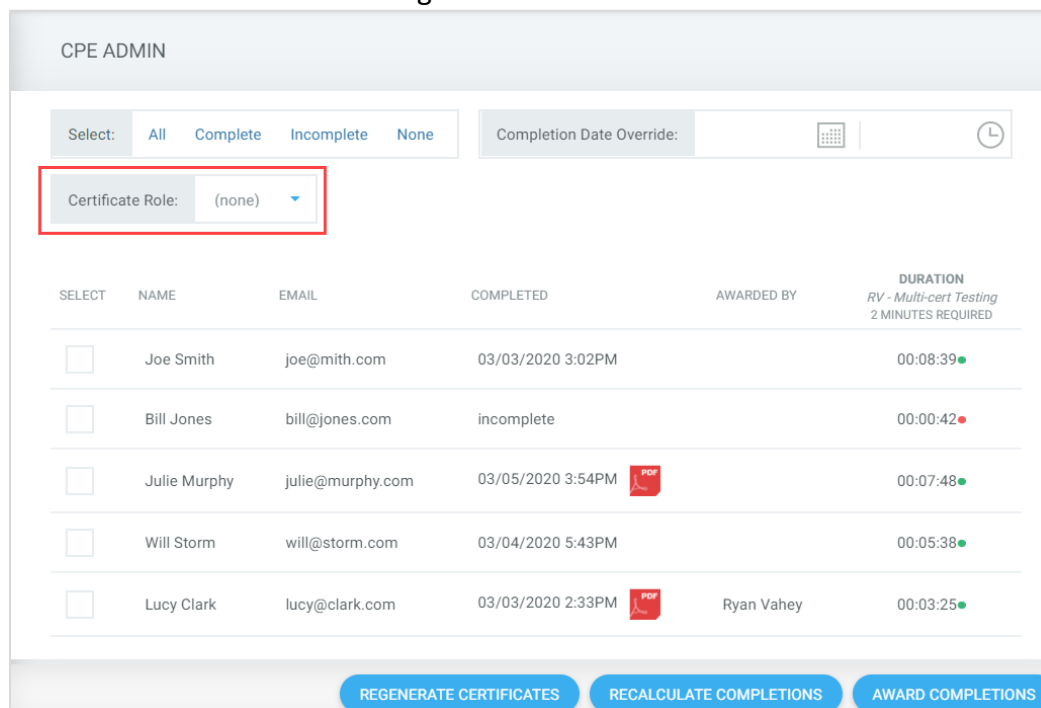 CPE ADMIN
Select: All Complete Incomplete None Completion Date Override:
Certificate Role: (none)
SELECT NAME EMAIL COMPLETED AWARDED BY DURATION
RV - Multi-cert Testing
2 MINUTES REQUIRED
Joe Smith joe@mith.com 03/03/2020 3:02PM 00:08:39
Bill Jones bill@jones.com incomplete 00:00:42
Julie Murphy julie@murphy.com 03/05/2020 3:54PM PDF 00:07:48
Will Storm will@storm.com 03/04/2020 5:43PM 00:05:38
Lucy Clark lucy@clark.com 03/03/2020 2:33PM PDF Ryan Vahey 00:03:25
REGENERATE CERTIFICATES RECALCULATE COMPLETIONS AWARD COMPLETIONS